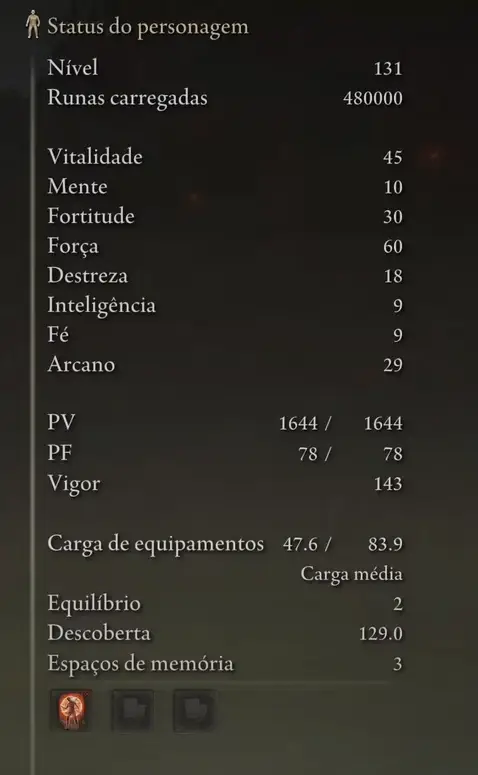 Status do personagem
Nível 131
Runas carregadas 480000
Vitalidade 45
Mente 10
Fortitude 30
Força 60
Destreza 18
Inteligência 9
Fé 9
Arcano 29
PV 1644 / 1644
PF 78 / 78
Vigor 143
Carga de equipamentos 47.6 / 83.9
Carga média
Equilíbrio 2
Descoberta 129.0
Espaços de memória 3